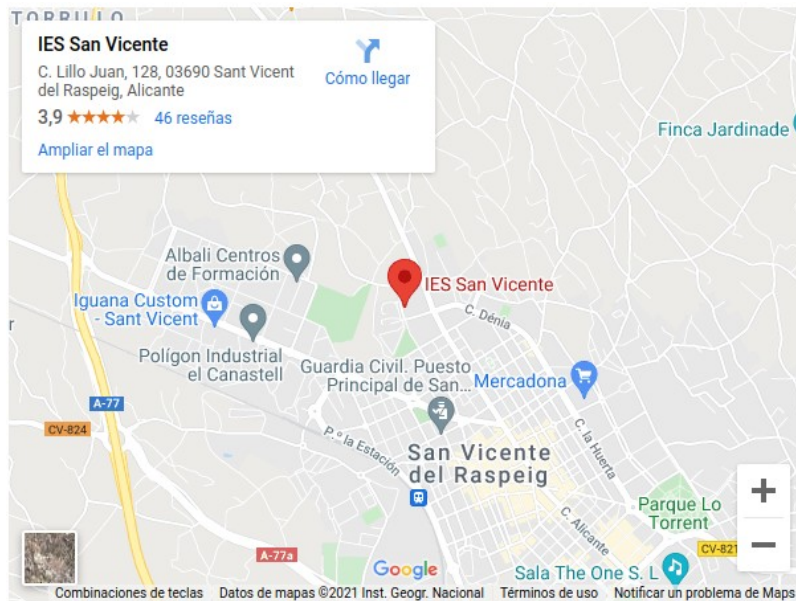 TORRILLO
IES San Vicente
C. Lillo Juan, 128, 03690 Sant Vicent
del Raspeig, Alicante
Cómo llegar
3,9
46 reseñas
Ampliar el mapa
Finca Jardinade
Albali Centros
de Formación
IES San Vicente
Iguana Custom
- Sant Vicent
C. Dénia
Polígon Industrial
el Canastell
Guardia Civil. Puesto
Principal de San...
Mercadona
A-77
CV-824
P.º la Estación
C. la Huerta
San Vicente
del Raspeig
+
Parque Lo
Torrent
C. Alicante
−
A-77a
CV-821
Google
Sala The One S. L
Combinaciones de teclas
Datos de mapas ©2021 Inst. Geogr. Nacional
Términos de uso
Notificar un problema de Maps